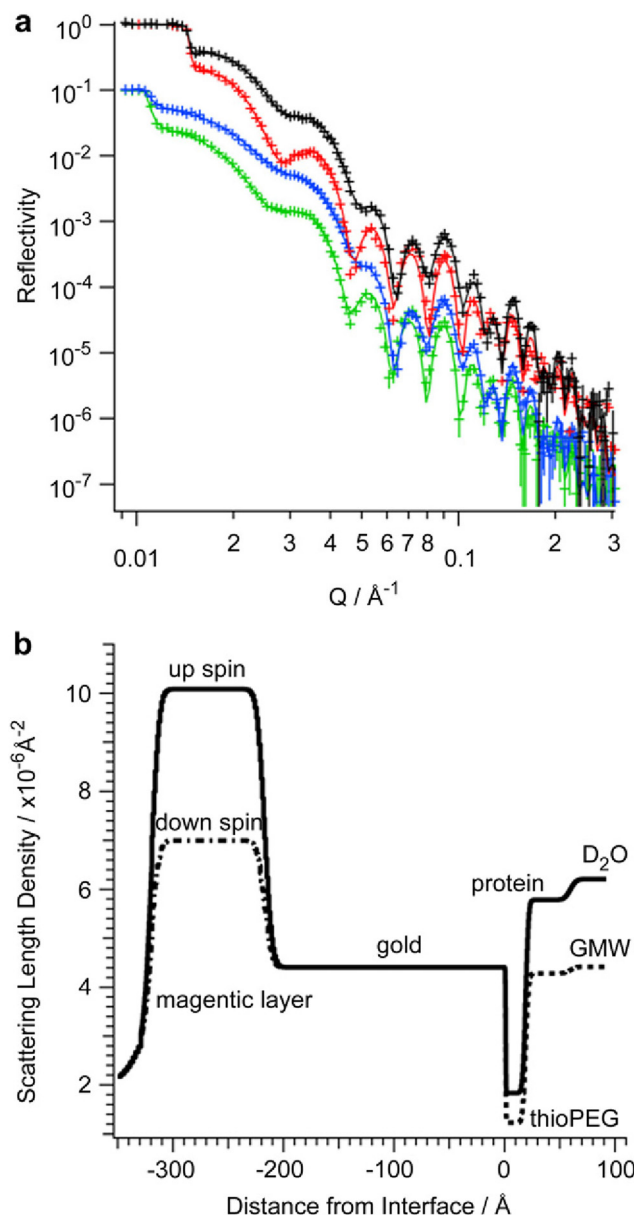 a
10^0
10^-1
10^-2
10^-3
10^-4
10^-5
10^-6
10^-7
Reflectivity
0.01 2 3 4 5 6 7 8 0.1 2 3
Q / Å^-1
b
Scattering Length Density / x10^-6 Å^-2
10
8
6
4
2
up spin
down spin
magentic layer
gold
protein
D₂O
GMW
thioPEG
-300 -200 -100 0 100
Distance from Interface / Å